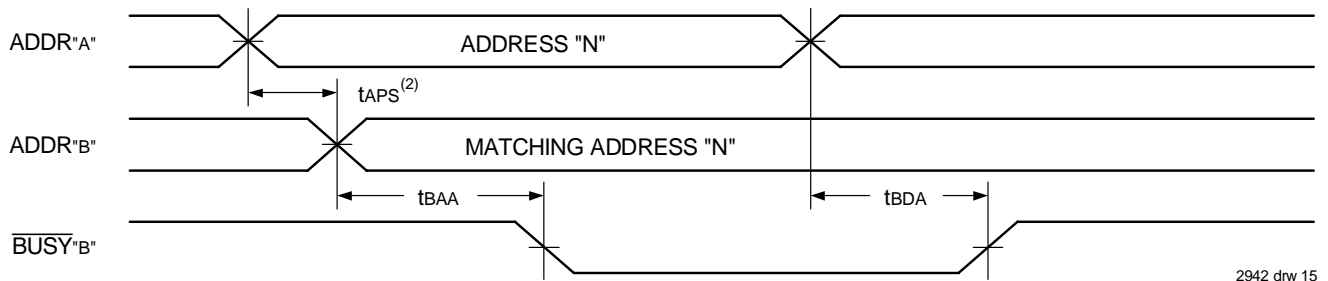 ADDR"A"
ADDRESS "N"
tAPS(2)
ADDR"B"
MATCHING ADDRESS "N"
tBAA
tBDA
BUSY"B"
2942 drw 15